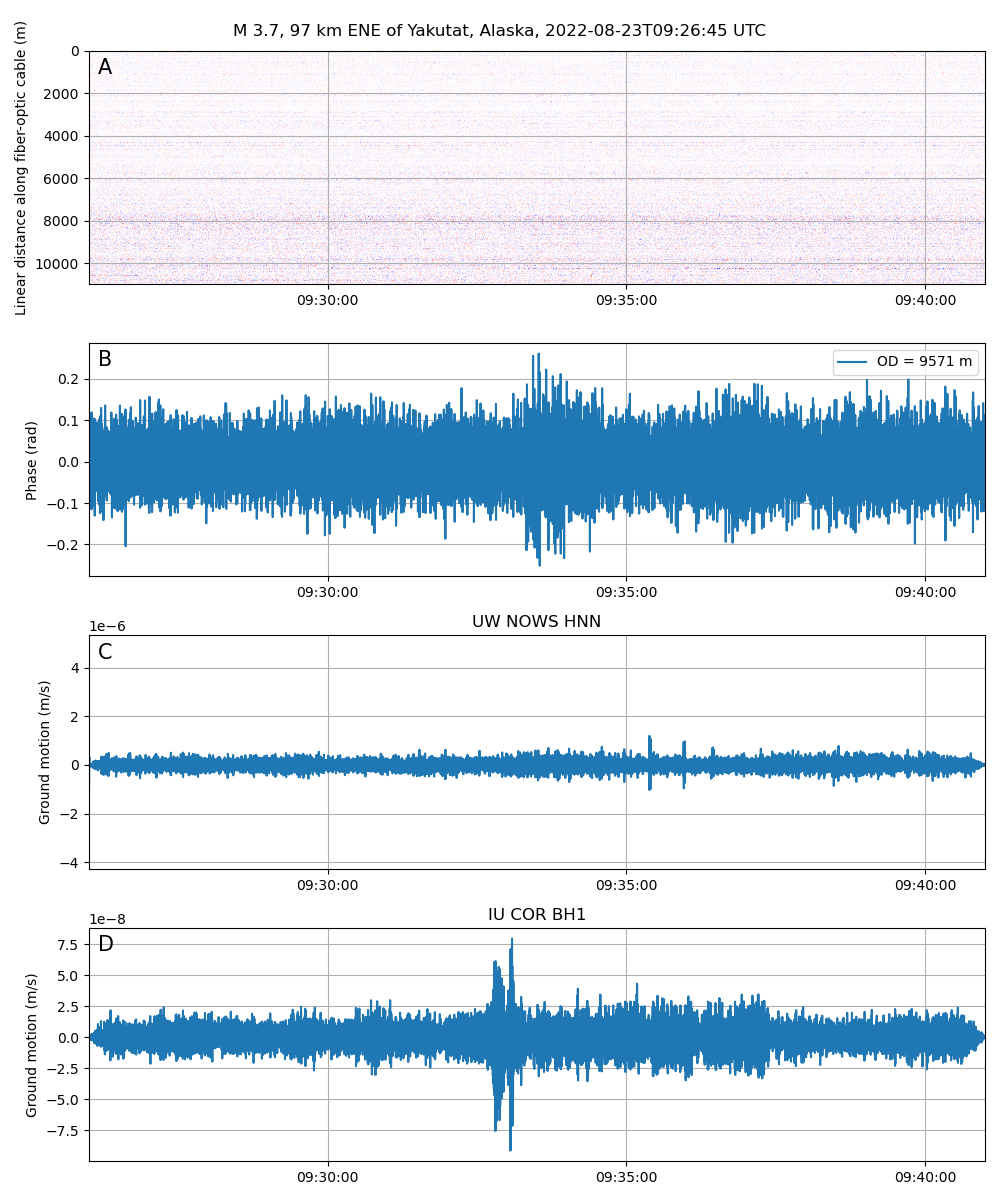 M 3.7, 97 km ENE of Yakutat, Alaska, 2022-08-23T09:26:45 UTC
A
Linear distance along fiber-optic cable (m)
0
2000
4000
6000
8000
10000
09:30:00 09:35:00 09:40:00
B
OD = 9571 m
Phase (rad)
0.2
0.1
0.0
−0.1
−0.2
09:30:00 09:35:00 09:40:00
UW NOWS HNN
1e−6
C
Ground motion (m/s)
4
2
0
−2
−4
09:30:00 09:35:00 09:40:00
IU COR BH1
1e−8
D
Ground motion (m/s)
7.5
5.0
2.5
0.0
−2.5
−5.0
−7.5
09:30:00 09:35:00 09:40:00